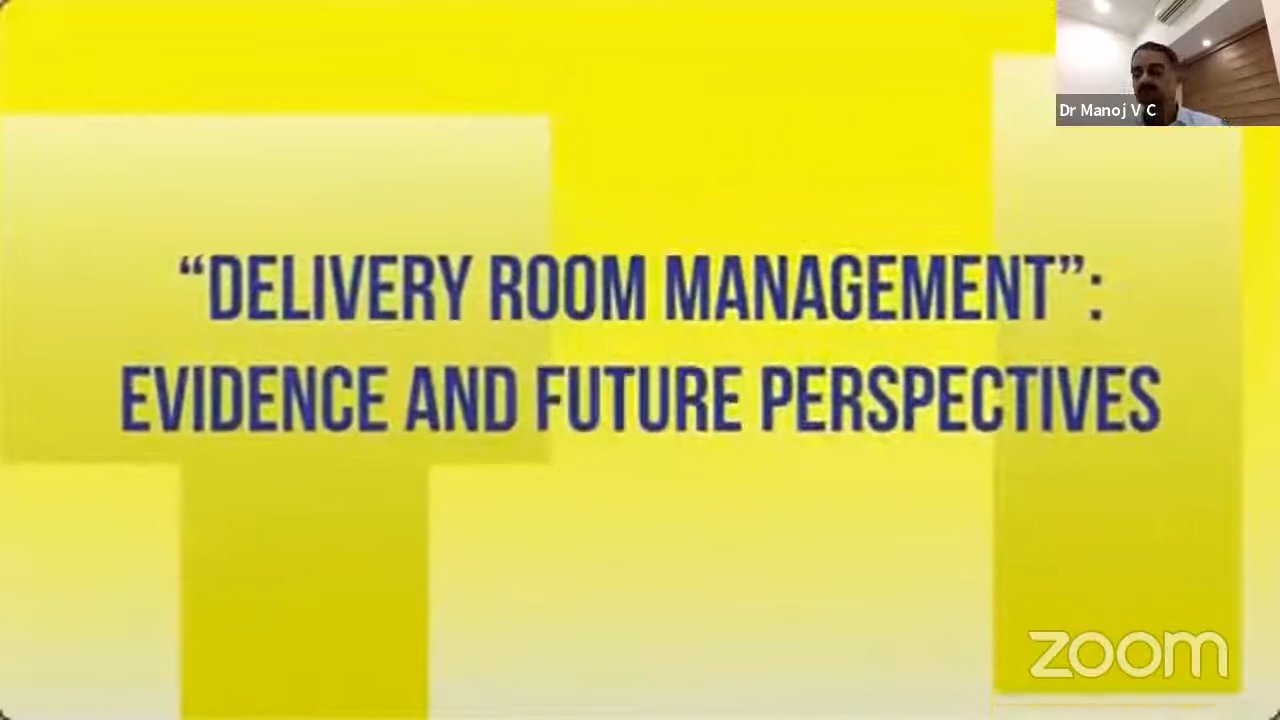 Dr Manoj V C
“DELIVERY ROOM MANAGEMENT”:
EVIDENCE AND FUTURE PERSPECTIVES
zoom